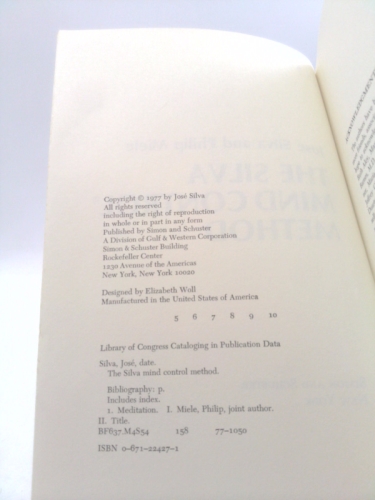 Copyright © 1977 by José Silva
All rights reserved
including the right of reproduction
in whole or in part in any form
Published by Simon and Schuster
A Division of Gulf & Western Corporation
Simon & Schuster Building
Rockefeller Center
1230 Avenue of the Americas
New York, New York 10020
Designed by Elizabeth Woll
Manufactured in the United States of America
5 6 7 8 9 10
Library of Congress Cataloging in Publication Data
Silva, José, date.
The Silva mind control method.
Bibliography: p.
Includes index.
1. Meditation. I. Miele, Philip, joint author.
II. Title.
BF637.M4S54 158 77-1050
ISBN 0-671-22427-1